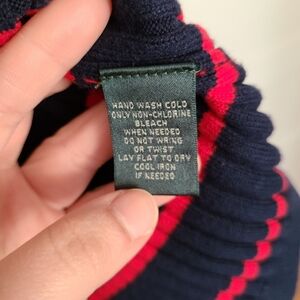 HAND WASH COLD
ONLY NON-CHLORINE
BLEACH
WHEN NEEDED
DO NOT WRING
OR TWIST
LAY FLAT TO DRY
COOL IRON
IF NEEDED